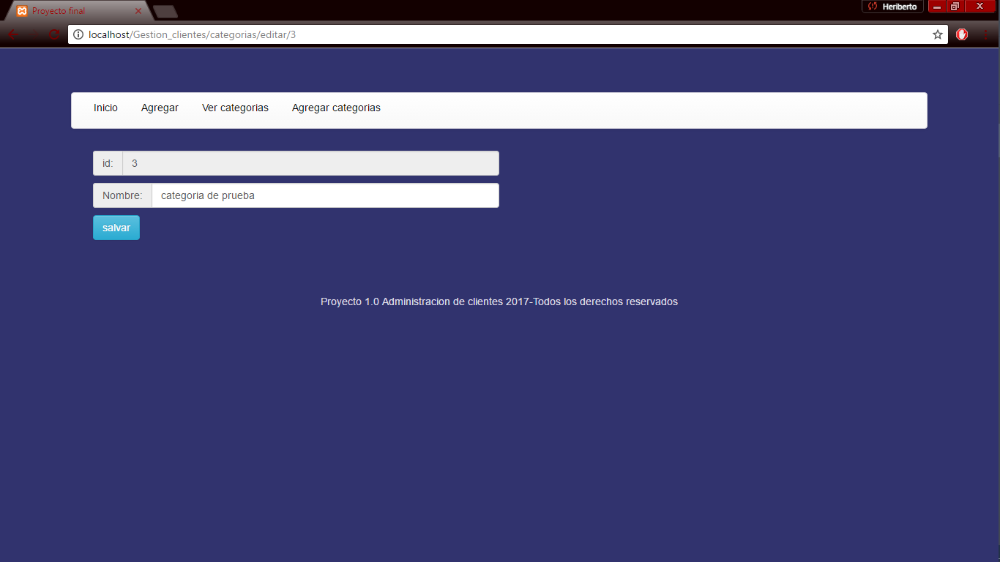 Proyecto final
Heriberto
localhost/Gestion_clientes/categorias/editar/3
Inicio Agregar Ver categorias Agregar categorias
id: 3
Nombre: categoria de prueba
salvar
Proyecto 1.0 Administracion de clientes 2017-Todos los derechos reservados